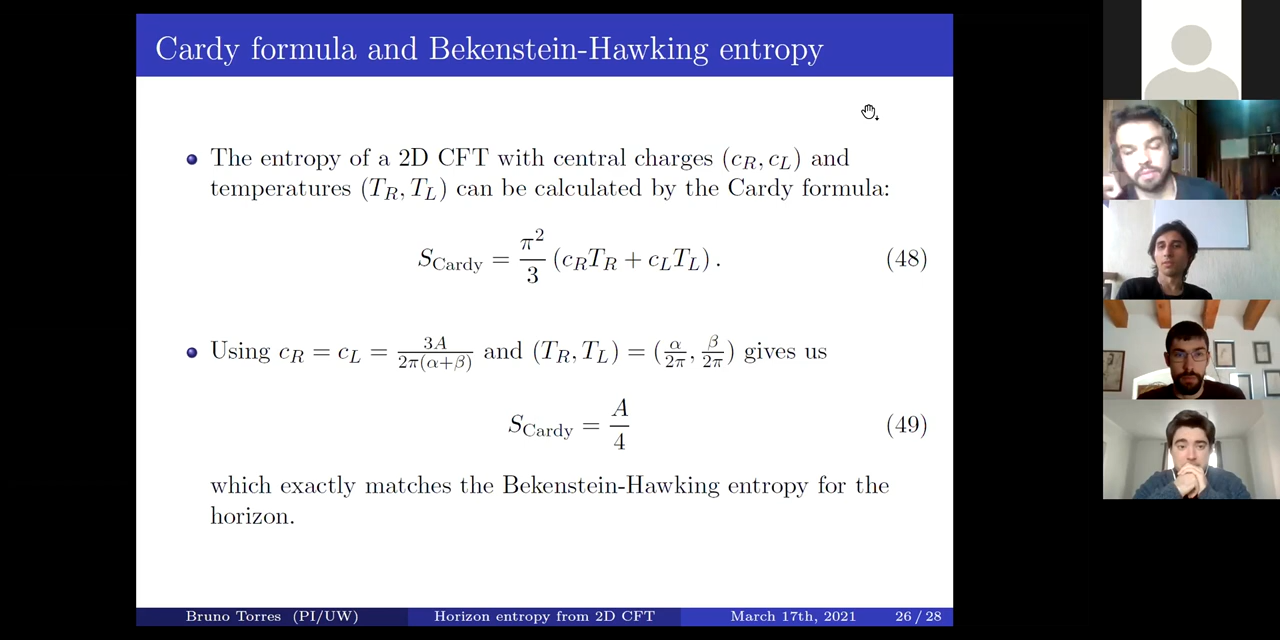 Cardy formula and Bekenstein-Hawking entropy
The entropy of a 2D CFT with central charges (c_R, c_L) and
temperatures (T_R, T_L) can be calculated by the Cardy formula:
S_Cardy = π²/3 (c_R T_R + c_L T_L) . (48)
Using c_R = c_L = 3A/2π(α+β) and (T_R, T_L) = (α/2π, β/2π) gives us
S_Cardy = A/4 (49)
which exactly matches the Bekenstein-Hawking entropy for the
horizon.
Bruno Torres (PI/UW) Horizon entropy from 2D CFT March 17th, 2021 26 / 28